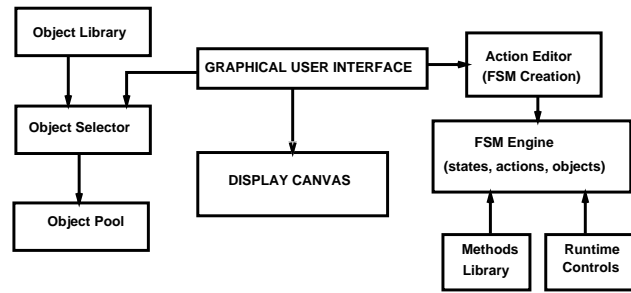 Object Library
GRAPHICAL USER INTERFACE
Action Editor
(FSM Creation)
Object Selector
FSM Engine
(states, actions, objects)
DISPLAY CANVAS
Object Pool
Methods
Library
Runtime
Controls